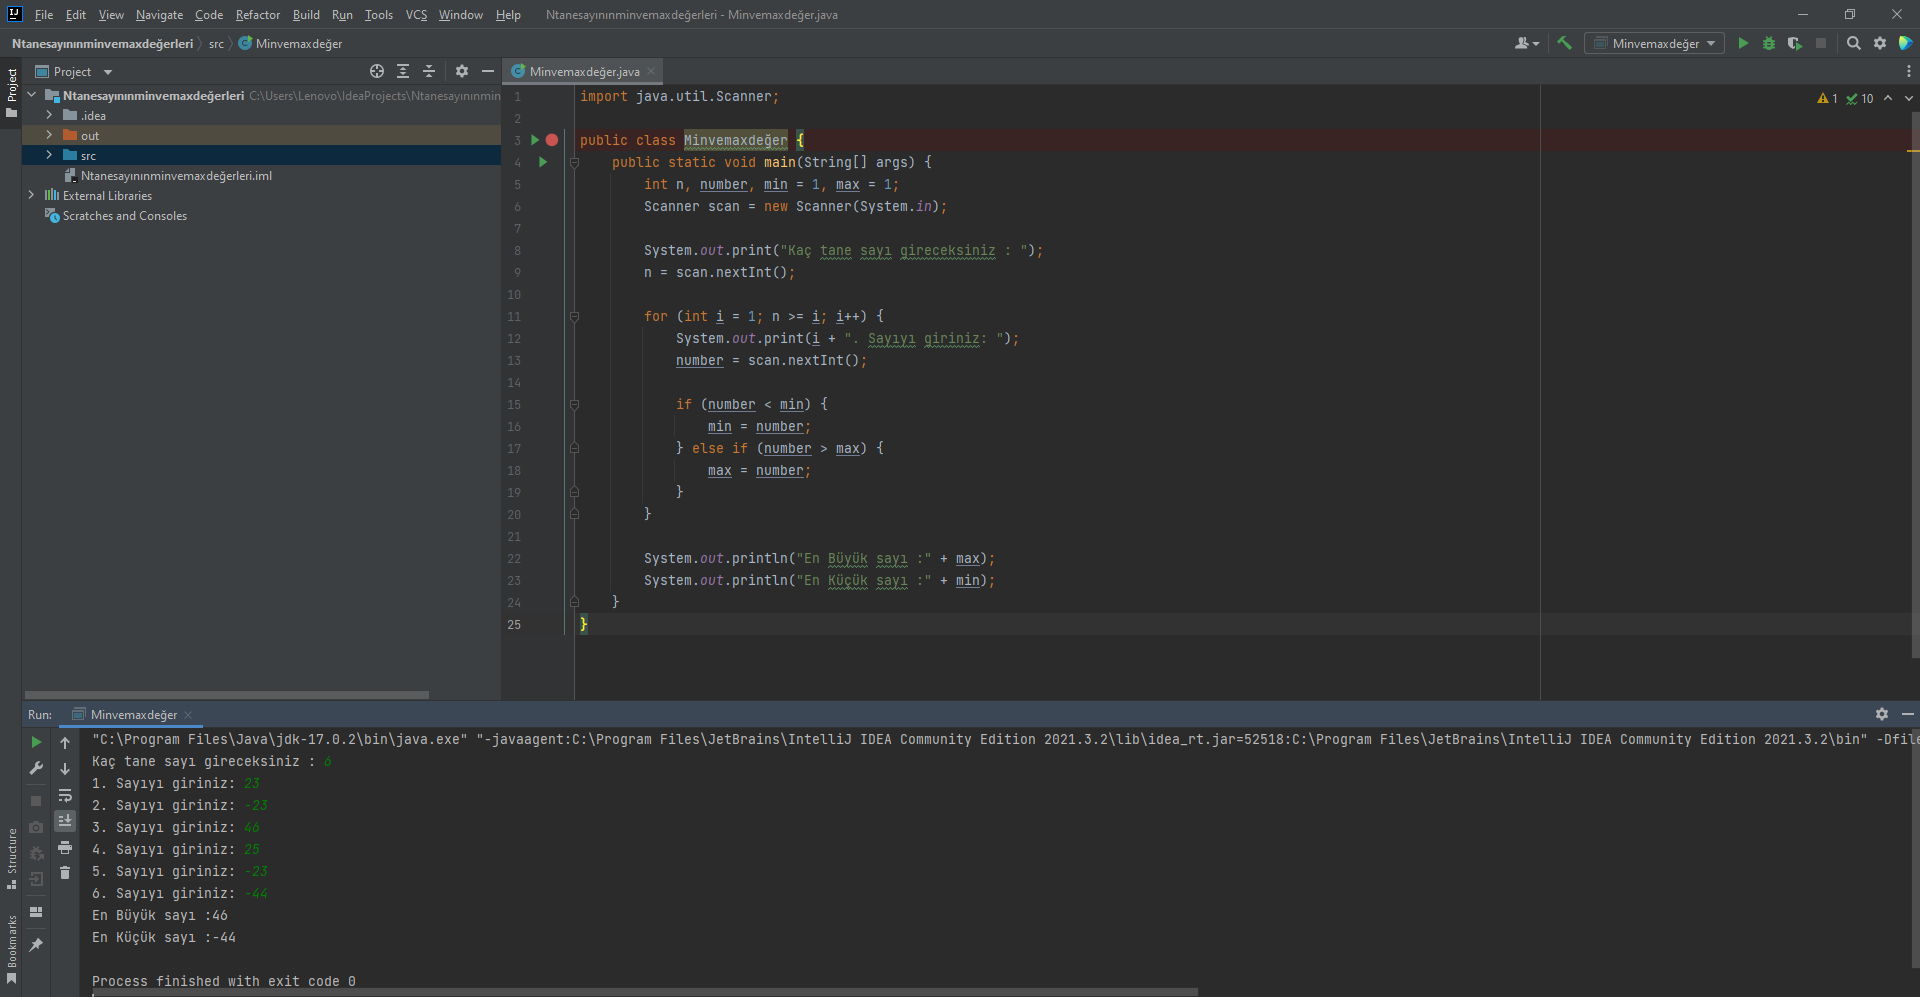 File Edit View Navigate Code Refactor Build Run Tools VCS Window Help Ntanesayınınminvemaxdeğerleri - Minvemaxdeğer.java
Ntanesayınınminvemaxdeğerleri src Minvemaxdeğer
Minvemaxdeğer
Project
Minvemaxdeğer.java
Project
Ntanesayınınminvemaxdeğerleri C:\Users\Lenovo\IdeaProjects\Ntanesayınınmin
.idea
out
src
Ntanesayınınminvemaxdeğerleri.iml
External Libraries
Scratches and Consoles
1 10
1 import java.util.Scanner;
2
3 public class Minvemaxdeğer {
4 public static void main(String[] args) {
5 int n, number, min = 1, max = 1;
6 Scanner scan = new Scanner(System.in);
7
8 System.out.print("Kaç tane sayı gireceksiniz : ");
9 n = scan.nextInt();
10
11 for (int i = 1; n >= i; i++) {
12 System.out.print(i + ". Sayıyı giriniz: ");
13 number = scan.nextInt();
14
15 if (number < min) {
16 min = number;
17 } else if (number > max) {
18 max = number;
19 }
20 }
21
22 System.out.println("En Büyük sayı :" + max);
23 System.out.println("En Küçük sayı :" + min);
24 }
25 }
Run: Minvemaxdeğer
"C:\Program Files\Java\jdk-17.0.2\bin\java.exe" "-javaagent:C:\Program Files\JetBrains\IntelliJ IDEA Community Edition 2021.3.2\lib\idea_rt.jar=52518:C:\Program Files\JetBrains\IntelliJ IDEA Community Edition 2021.3.2\bin" -Dfile
Kaç tane sayı gireceksiniz : 6
1. Sayıyı giriniz: 23
2. Sayıyı giriniz: -23
3. Sayıyı giriniz: 46
4. Sayıyı giriniz: 25
5. Sayıyı giriniz: -23
6. Sayıyı giriniz: -44
En Büyük sayı :46
En Küçük sayı :-44
Process finished with exit code 0
Structure
Bookmarks